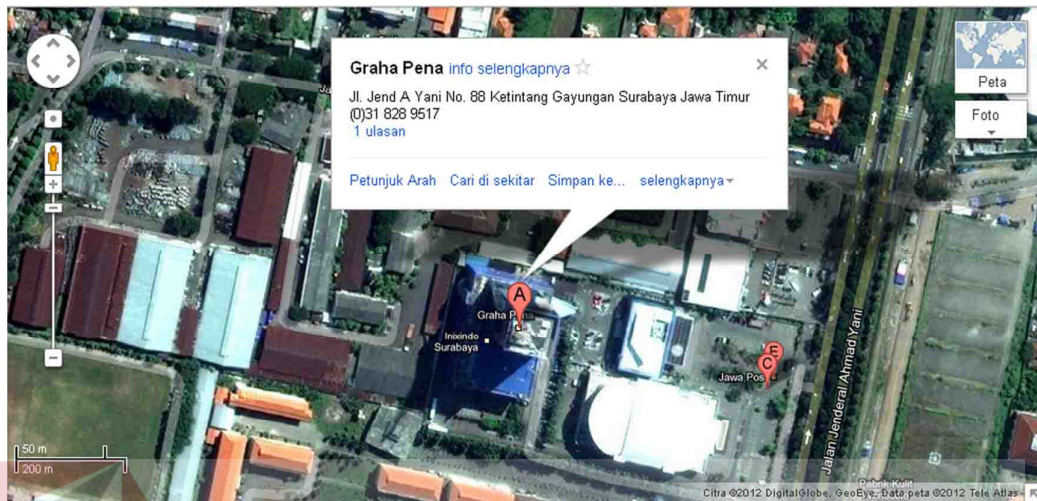 Graha Pena info selengkapnya
Jl. Jend A Yani No. 88 Ketintang Gayungan Surabaya Jawa Timur
(0)31 828 9517
1 ulasan
Petunjuk Arah Cari di sekitar Simpan ke... selengkapnya
Peta
Foto
A
Graha Pena
Inixindo
Surabaya
E
C
Jawa Pos
Jalan Jenderal Ahmad Yani
50 m
200 m
Pabrik Kulit
Citra ©2012 DigitalGlobe, GeoEye, Data peta ©2012 Tele Atlas -